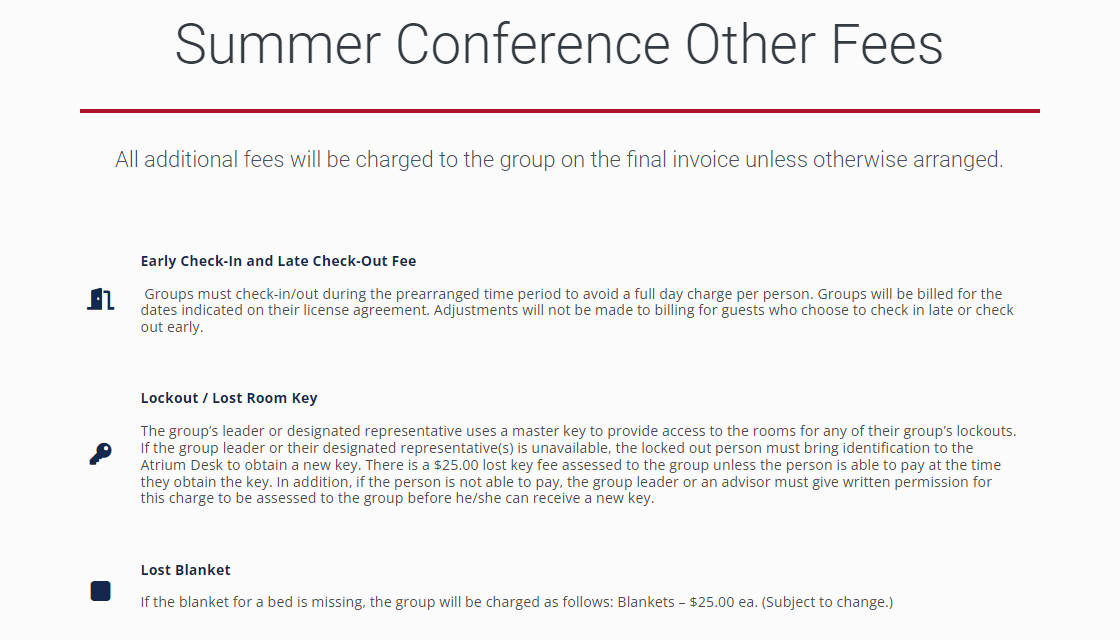 Summer Conference Other Fees
All additional fees will be charged to the group on the final invoice unless otherwise arranged.
Early Check-In and Late Check-Out Fee
Groups must check-in/out during the prearranged time period to avoid a full day charge per person. Groups will be billed for the
dates indicated on their license agreement. Adjustments will not be made to billing for guests who choose to check in late or check
out early.
Lockout / Lost Room Key
The group’s leader or designated representative uses a master key to provide access to the rooms for any of their group’s lockouts.
If the group leader or their designated representative(s) is unavailable, the locked out person must bring identification to the
Atrium Desk to obtain a new key. There is a $25.00 lost key fee assessed to the group unless the person is able to pay at the time
they obtain the key. In addition, if the person is not able to pay, the group leader or an advisor must give written permission for
this charge to be assessed to the group before he/she can receive a new key.
Lost Blanket
If the blanket for a bed is missing, the group will be charged as follows: Blankets – $25.00 ea. (Subject to change.)